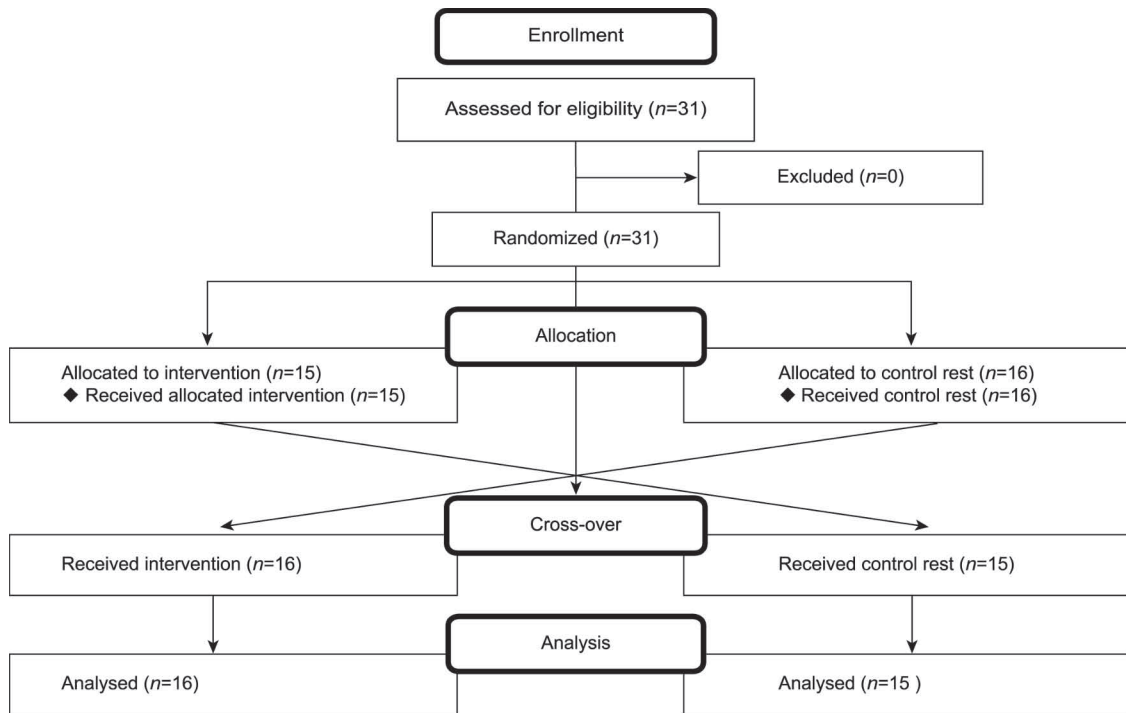 Enrollment
Assessed for eligibility (n=31)
Excluded (n=0)
Randomized (n=31)
Allocation
Allocated to intervention (n=15)
◆ Received allocated intervention (n=15)
Allocated to control rest (n=16)
◆ Received control rest (n=16)
Cross-over
Received intervention (n=16)
Received control rest (n=15)
Analysis
Analysed (n=16)
Analysed (n=15 )